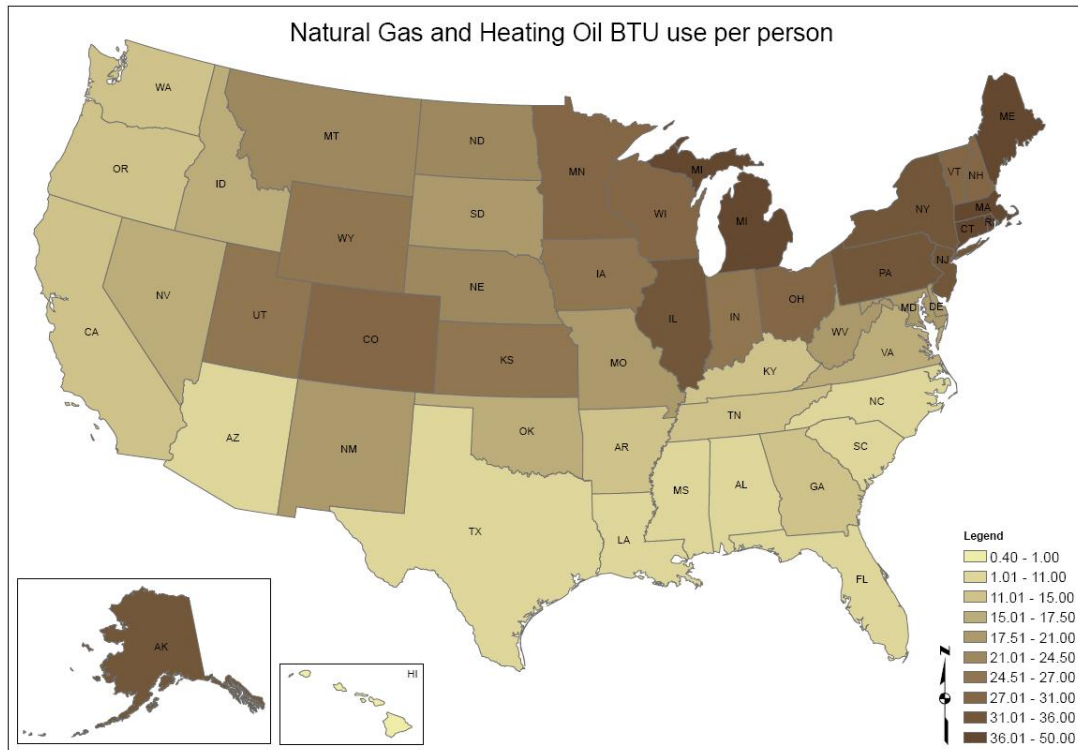 Natural Gas and Heating Oil BTU use per person
WA
MT
ND
MN
ME
OR
ID
SD
WI
MI
MI
VT
NH
NY
MA
CT
RI
WY
IA
NE
PA
NJ
NV
UT
CO
IL
IN
OH
MD
DE
CA
KS
MO
WV
VA
KY
AZ
NM
OK
AR
TN
NC
SC
MS
AL
GA
TX
LA
FL
AK
HI
Legend
0.40 - 1.00
1.01 - 11.00
11.01 - 15.00
15.01 - 17.50
17.51 - 21.00
21.01 - 24.50
24.51 - 27.00
27.01 - 31.00
31.01 - 36.00
36.01 - 50.00
N